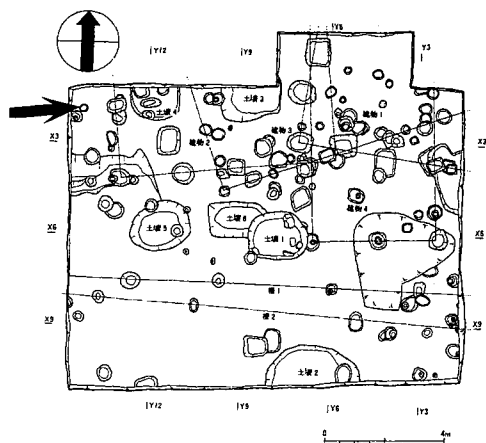 Y12 Y9 Y6 Y3
土壙4 土壙3
建物1
建物2 建物3
X3 X3
建物4
土壙5 土壙6 土壙1
X6 X6
柵1
柵2
X9 X9
土壙2
Y12 Y9 Y6 Y3
0 4m